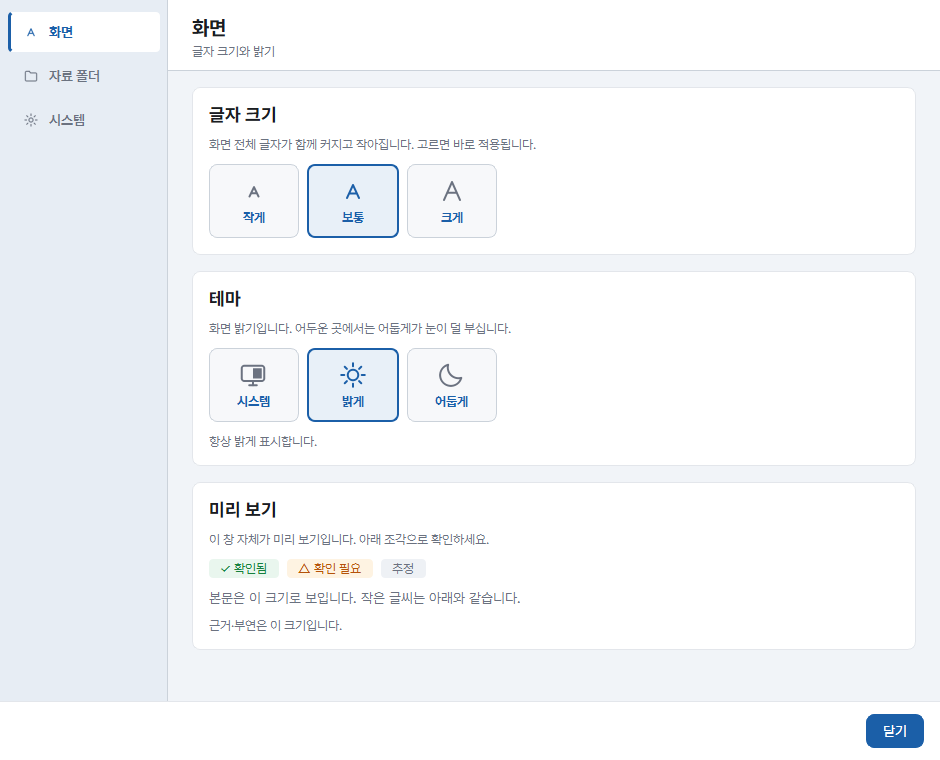 화면
자료 폴더
시스템
화면
글자 크기와 밝기
글자 크기
화면 전체 글자가 함께 커지고 작아집니다. 고르면 바로 적용됩니다.
작게
보통
크게
테마
화면 밝기입니다. 어두운 곳에서는 어둡게가 눈이 덜 부십니다.
시스템
밝게
어둡게
항상 밝게 표시합니다.
미리 보기
이 창 자체가 미리 보기입니다. 아래 조각으로 확인하세요.
확인됨 확인 필요 추정
본문은 이 크기로 보입니다. 작은 글씨는 아래와 같습니다.
근거·부연은 이 크기입니다.
닫기